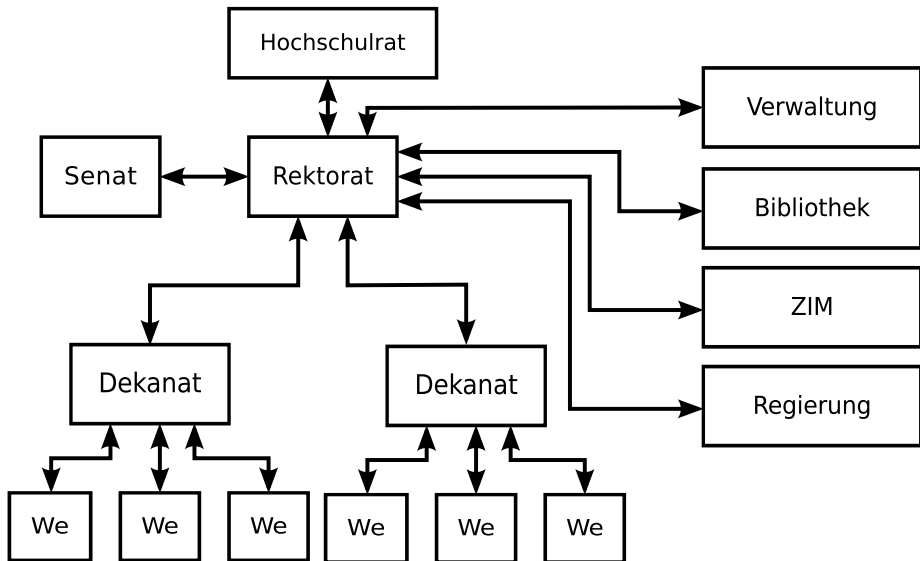 Hochschulrat
Verwaltung
Senat
Rektorat
Bibliothek
ZIM
Dekanat
Dekanat
Regierung
We
We
We
We
We
We